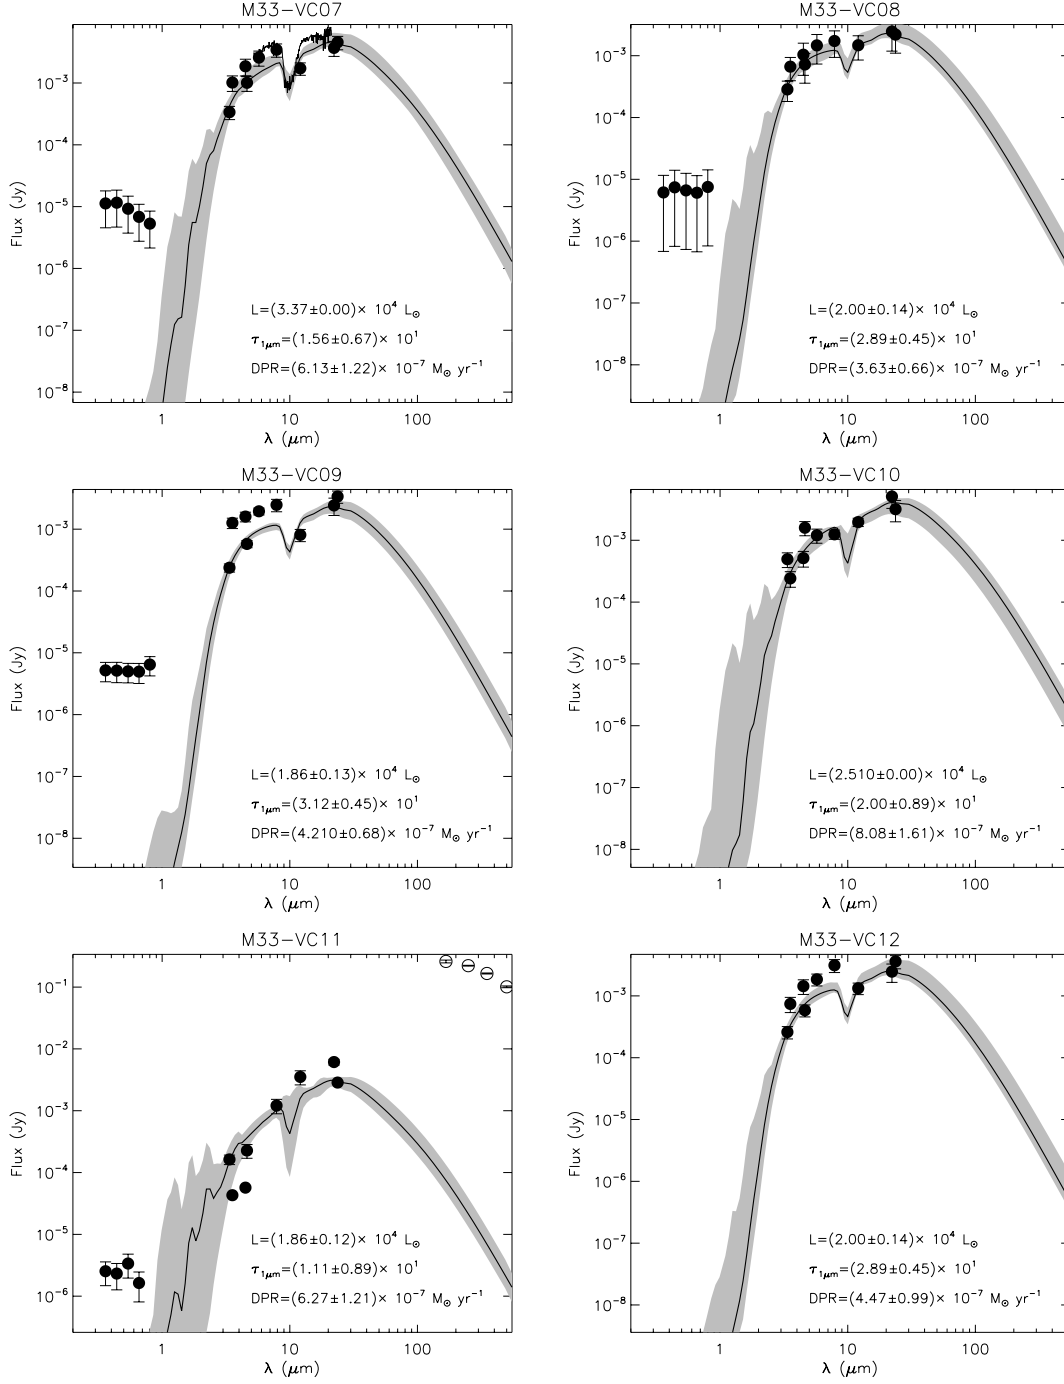 M33-VC07
M33-VC08
Flux (Jy)
10⁻³
10⁻⁴
10⁻⁵
10⁻⁶
10⁻⁷
10⁻⁸
L=(3.37±0.00)× 10⁴ L☉
τ₁μm=(1.56±0.67)× 10¹
DPR=(6.13±1.22)× 10⁻⁷ M☉ yr⁻¹
1 10 100
λ (μm)
Flux (Jy)
10⁻³
10⁻⁴
10⁻⁵
10⁻⁶
10⁻⁷
10⁻⁸
L=(2.00±0.14)× 10⁴ L☉
τ₁μm=(2.89±0.45)× 10¹
DPR=(3.63±0.66)× 10⁻⁷ M☉ yr⁻¹
1 10 100
λ (μm)
M33-VC09
M33-VC10
Flux (Jy)
10⁻³
10⁻⁴
10⁻⁵
10⁻⁶
10⁻⁷
10⁻⁸
L=(1.86±0.13)× 10⁴ L☉
τ₁μm=(3.12±0.45)× 10¹
DPR=(4.210±0.68)× 10⁻⁷ M☉ yr⁻¹
1 10 100
λ (μm)
Flux (Jy)
10⁻³
10⁻⁴
10⁻⁵
10⁻⁶
10⁻⁷
10⁻⁸
L=(2.510±0.00)× 10⁴ L☉
τ₁μm=(2.00±0.89)× 10¹
DPR=(8.08±1.61)× 10⁻⁷ M☉ yr⁻¹
1 10 100
λ (μm)
M33-VC11
M33-VC12
Flux (Jy)
10⁻¹
10⁻²
10⁻³
10⁻⁴
10⁻⁵
10⁻⁶
L=(1.86±0.12)× 10⁴ L☉
τ₁μm=(1.11±0.89)× 10¹
DPR=(6.27±1.21)× 10⁻⁷ M☉ yr⁻¹
1 10 100
λ (μm)
Flux (Jy)
10⁻³
10⁻⁴
10⁻⁵
10⁻⁶
10⁻⁷
10⁻⁸
L=(2.00±0.14)× 10⁴ L☉
τ₁μm=(2.89±0.45)× 10¹
DPR=(4.47±0.99)× 10⁻⁷ M☉ yr⁻¹
1 10 100
λ (μm)